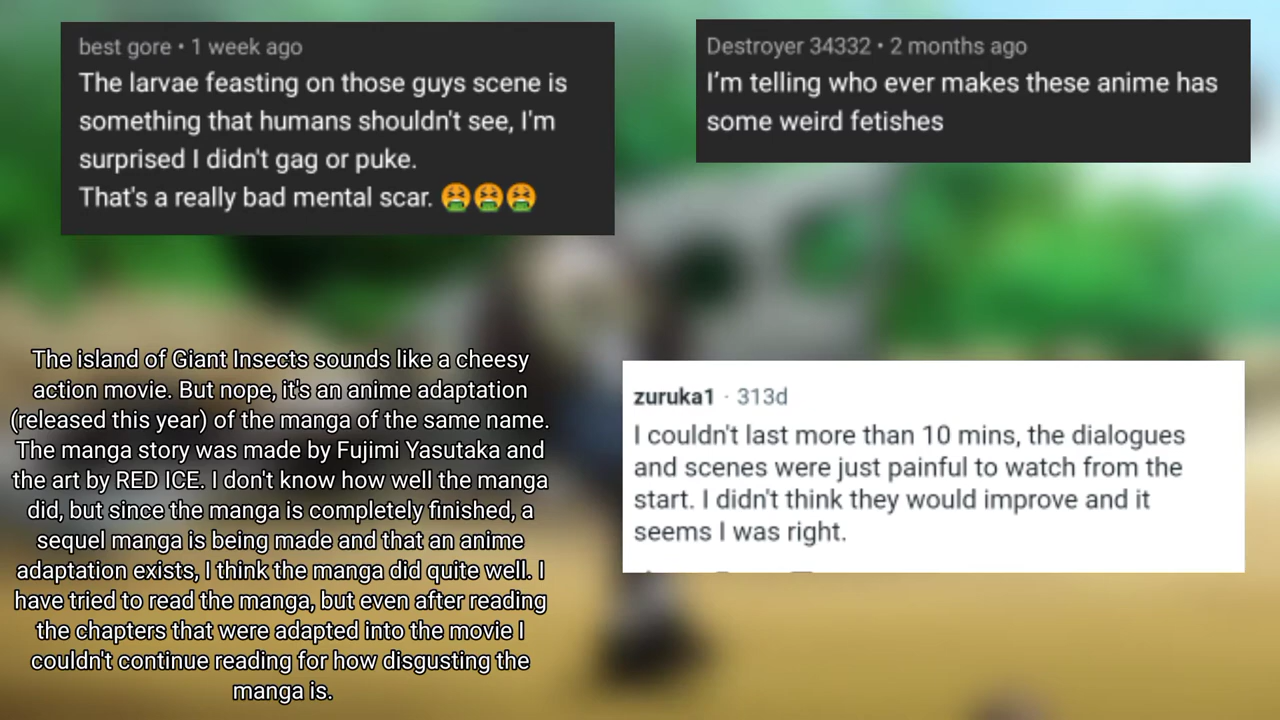 best gore • 1 week ago
The larvae feasting on those guys scene is
something that humans shouldn't see, I'm
surprised I didn't gag or puke.
That's a really bad mental scar. 🤮🤮🤮
Destroyer 34332 • 2 months ago
I’m telling who ever makes these anime has
some weird fetishes
The island of Giant Insects sounds like a cheesy
action movie. But nope, it's an anime adaptation
(released this year) of the manga of the same name.
The manga story was made by Fujimi Yasutaka and
the art by RED ICE. I don't know how well the manga
did, but since the manga is completely finished, a
sequel manga is being made and that an anime
adaptation exists, I think the manga did quite well. I
have tried to read the manga, but even after reading
the chapters that were adapted into the movie I
couldn't continue reading for how disgusting the
manga is.
zuruka1 · 313d
I couldn't last more than 10 mins, the dialogues
and scenes were just painful to watch from the
start. I didn't think they would improve and it
seems I was right.